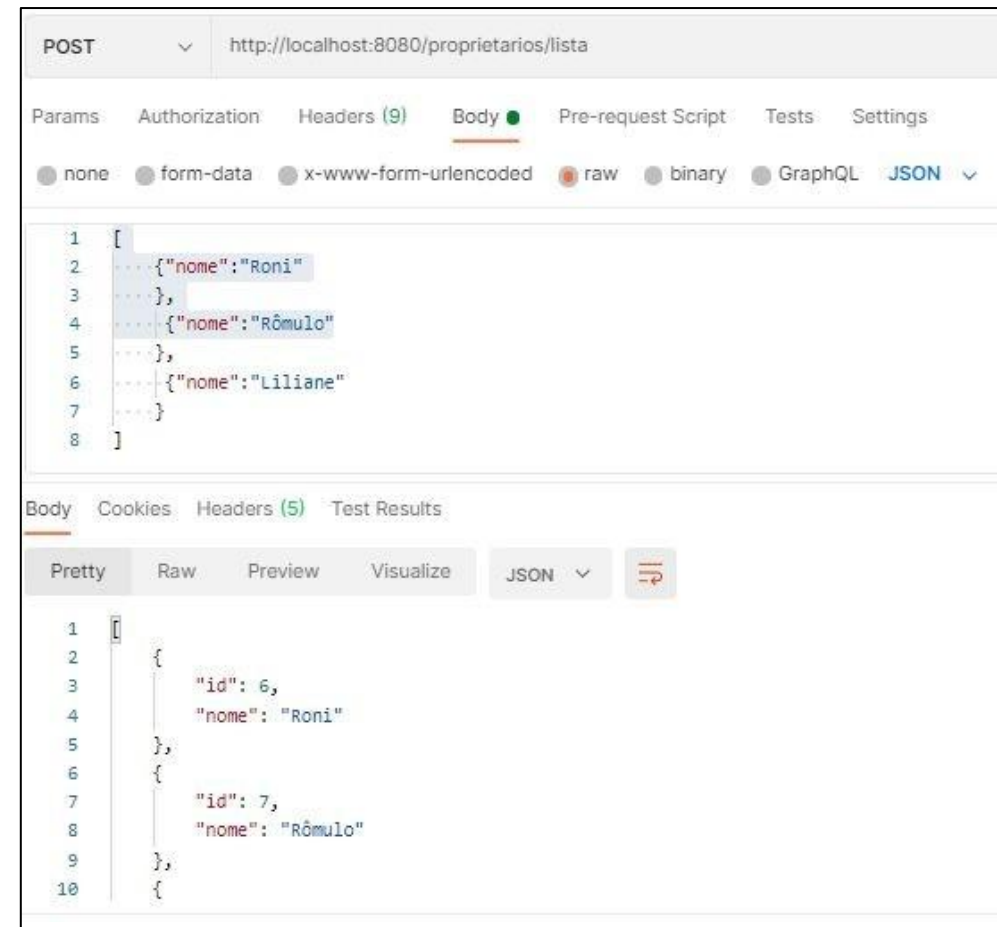 POST http://localhost:8080/proprietarios/lista
Params Authorization Headers (9) Body Pre-request Script Tests Settings
none form-data x-www-form-urlencoded raw binary GraphQL JSON
1 [
2 {"nome":"Roni"
3 },
4 {"nome":"Rômulo"
5 },
6 {"nome":"Liliane"
7 }
8 ]
Body Cookies Headers (5) Test Results
Pretty Raw Preview Visualize JSON
1 [
2 {
3 "id": 6,
4 "nome": "Roni"
5 },
6 {
7 "id": 7,
8 "nome": "Rômulo"
9 },
10 {